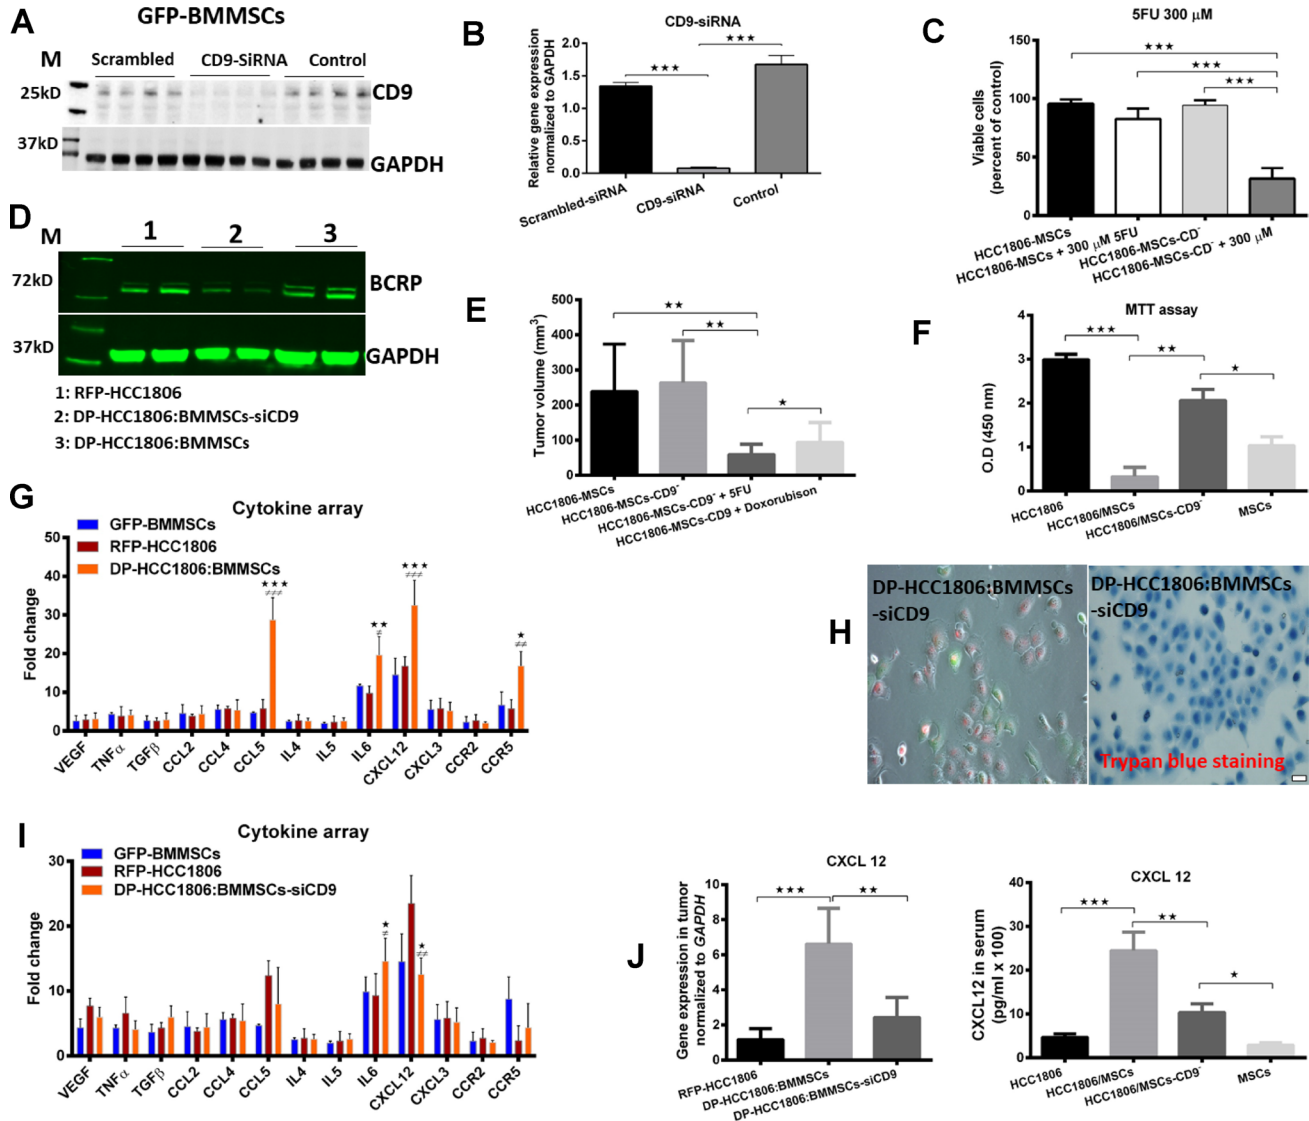 A
GFP-BMMSCs
M
Scrambled
CD9-SiRNA
Control
25kD
CD9
37kD
GAPDH
B
CD9-siRNA
Relative gene expression
normalized to GAPDH
2.0
1.5
1.0
0.5
0.0
★★★
★★★
Scrambled-siRNA
CD9-siRNA
Control
C
5FU 300 µM
Viable cells
(percent of control)
150
100
50
0
★★★
★★★
★★★
HCC1806-MSCs
HCC1806-MSCs + 300 µM 5FU
HCC1806-MSCs-CD⁻
HCC1806-MSCs-CD⁻ + 300 µM
D
M
1
2
3
72kD
BCRP
37kD
GAPDH
1: RFP-HCC1806
2: DP-HCC1806:BMMSCs-siCD9
3: DP-HCC1806:BMMSCs
E
Tumor volume (mm³)
500
400
300
200
100
0
★★
★★
★
HCC1806-MSCs
HCC1806-MSCs-CD9⁻
HCC1806-MSCs-CD9⁻ + 5FU
HCC1806-MSCs-CD9 + Doxorubison
F
MTT assay
O.D (450 nm)
4
3
2
1
0
★★★
★★
★
HCC1806
HCC1806/MSCs
HCC1806/MSCs-CD9⁻
MSCs
G
Cytokine array
GFP-BMMSCs
RFP-HCC1806
DP-HCC1806:BMMSCs
Fold change
50
40
30
20
10
0
★★★
≠≠≠
★★
≠
★★★
≠≠≠
★
≠≠
VEGF
TNFα
TGFβ
CCL2
CCL4
CCL5
IL4
IL5
IL6
CXCL12
CXCL3
CCR2
CCR5
H
DP-HCC1806:BMMSCs
-siCD9
DP-HCC1806:BMMSCs
-siCD9
Trypan blue staining
I
Cytokine array
GFP-BMMSCs
RFP-HCC1806
DP-HCC1806:BMMSCs-siCD9
Fold change
30
20
10
0
★
≠
★
≠≠
VEGF
TNFα
TGFβ
CCL2
CCL4
CCL5
IL4
IL5
IL6
CXCL12
CXCL3
CCR2
CCR5
J
CXCL 12
Gene expression in tumor
normalized to GAPDH
10
8
6
4
2
0
★★★
★★
RFP-HCC1806
DP-HCC1806:BMMSCs
DP-HCC1806:BMMSCs-siCD9
CXCL 12
CXCL12 in serum
(pg/ml x 100)
40
30
20
10
0
★★★
★★
★
HCC1806
HCC1806/MSCs
HCC1806/MSCs-CD9⁻
MSCs